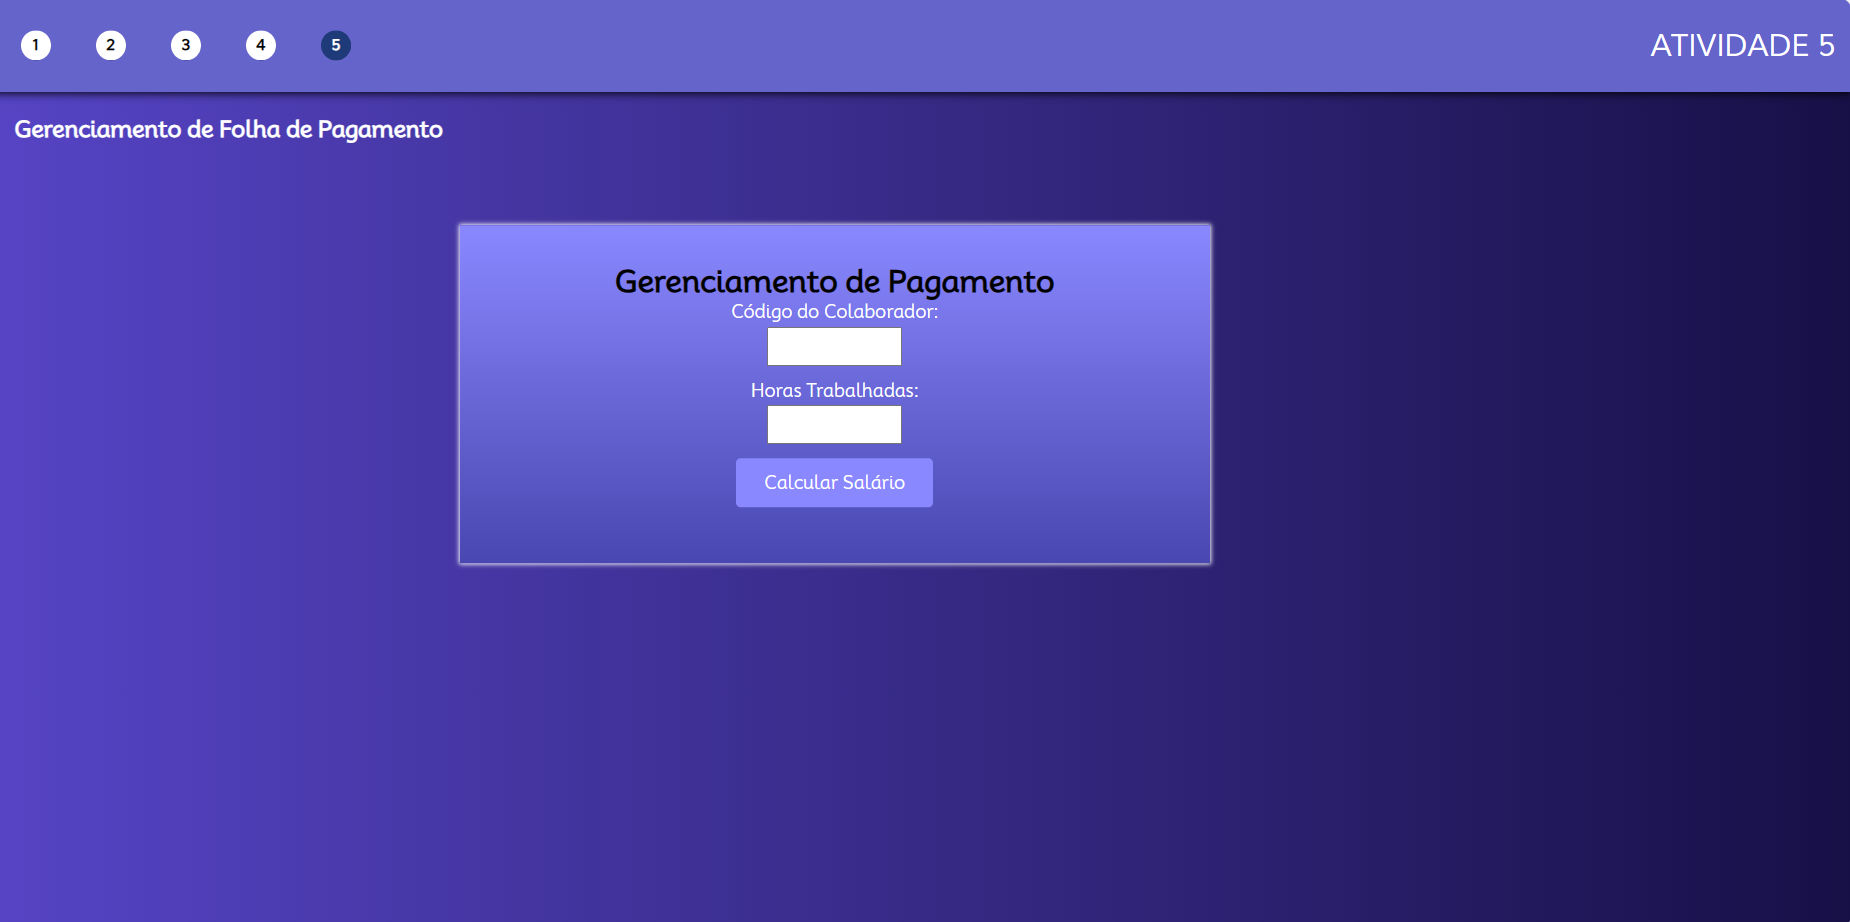 1 2 3 4 5 ATIVIDADE 5
Gerenciamento de Folha de Pagamento
Gerenciamento de Pagamento
Código do Colaborador:
Horas Trabalhadas:
Calcular Salário